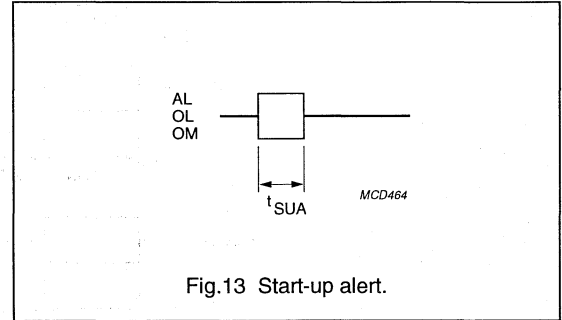 AL
OL
OM
tSUA
MCD464
Fig.13 Start-up alert.